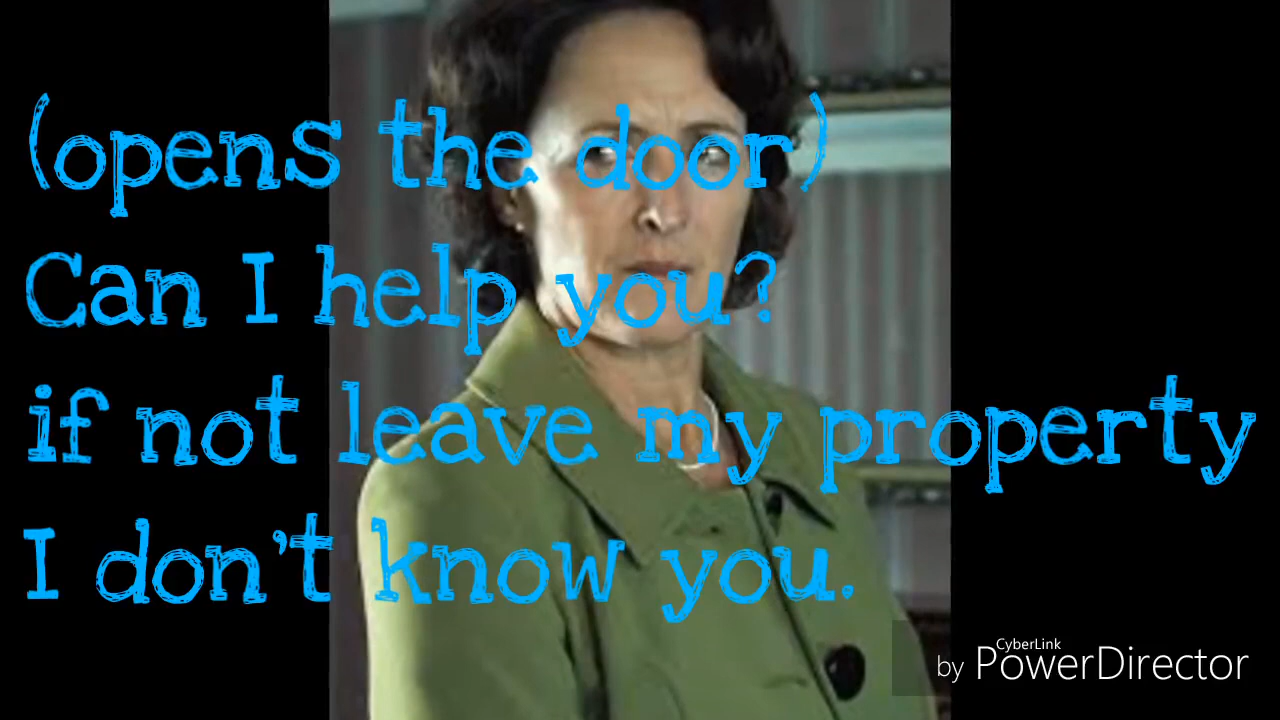 (opens the door)
Can I help you?
if not leave my property
I don't know you.
CyberLink
by PowerDirector